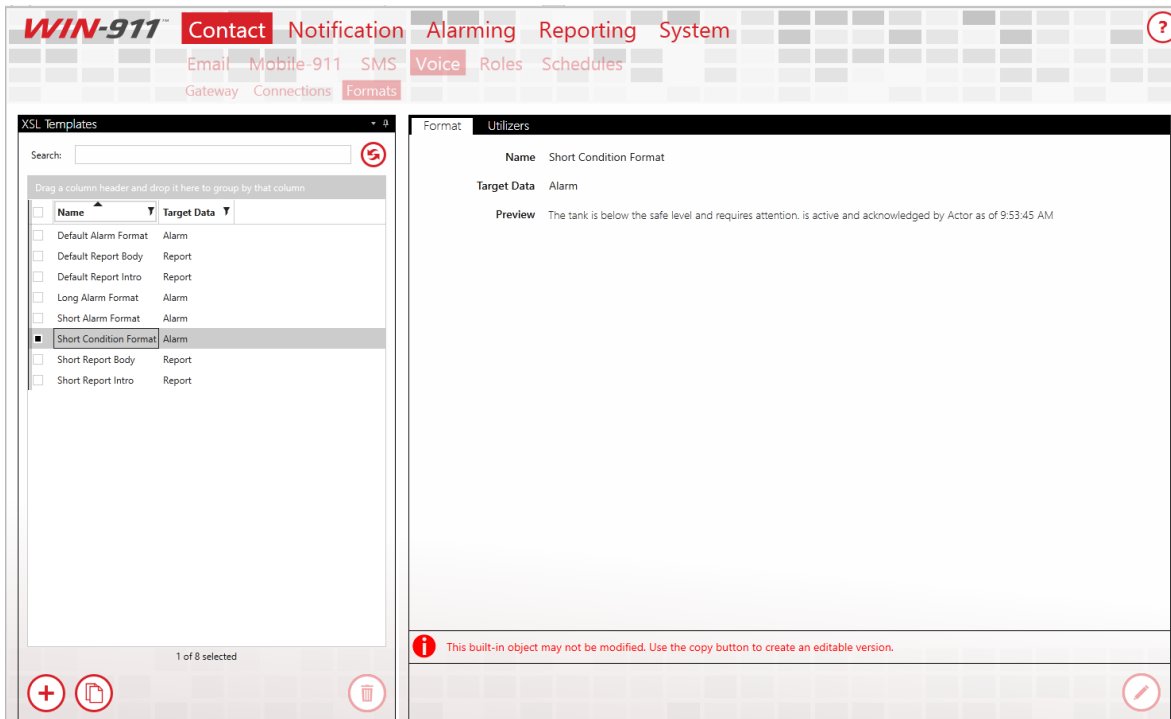 WIN-911™ Contact Notification Alarming Reporting System ?
Email Mobile-911 SMS Voice Roles Schedules
Gateway Connections Formats
XSL Templates
Search:
Drag a column header and drop it here to group by that column
Name Target Data
Default Alarm Format Alarm
Default Report Body Report
Default Report Intro Report
Long Alarm Format Alarm
Short Alarm Format Alarm
Short Condition Format Alarm
Short Report Body Report
Short Report Intro Report
1 of 8 selected
Format Utilizers
Name Short Condition Format
Target Data Alarm
Preview The tank is below the safe level and requires attention. is active and acknowledged by Actor as of 9:53:45 AM
This built-in object may not be modified. Use the copy button to create an editable version.